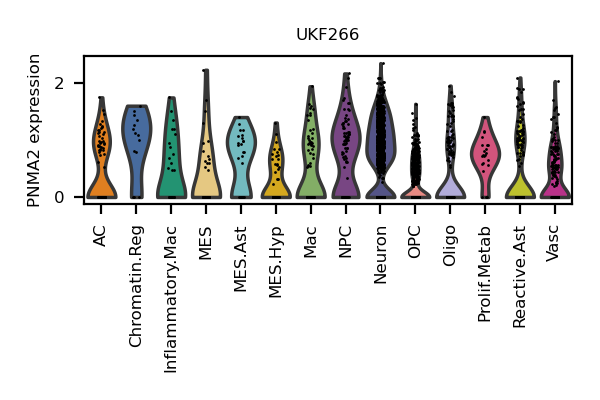 UKF266
PNMA2 expression
2
0
AC
Chromatin.Reg
Inflammatory.Mac
MES
MES.Ast
MES.Hyp
Mac
NPC
Neuron
OPC
Oligo
Prolif.Metab
Reactive.Ast
Vasc